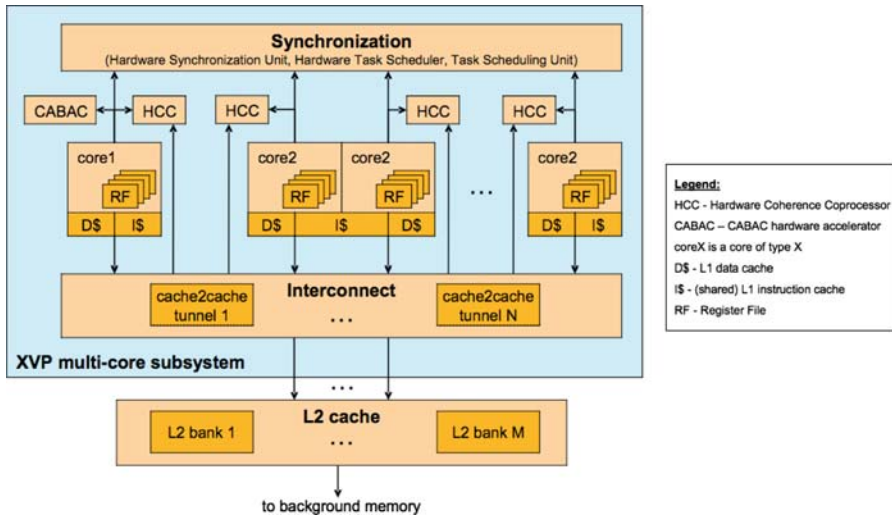 Synchronization
(Hardware Synchronization Unit, Hardware Task Scheduler, Task Scheduling Unit)
CABAC
HCC
HCC
HCC
HCC
core1
core2
core2
core2
RF
RF
RF
RF
...
D$
I$
D$
I$
D$
D$
I$
Interconnect
cache2cache
tunnel 1
...
cache2cache
tunnel N
XVP multi-core subsystem
...
L2 cache
L2 bank 1
...
L2 bank M
to background memory
Legend:
HCC - Hardware Coherence Coprocessor
CABAC – CABAC hardware accelerator
coreX is a core of type X
D$ - L1 data cache
I$ - (shared) L1 instruction cache
RF - Register File